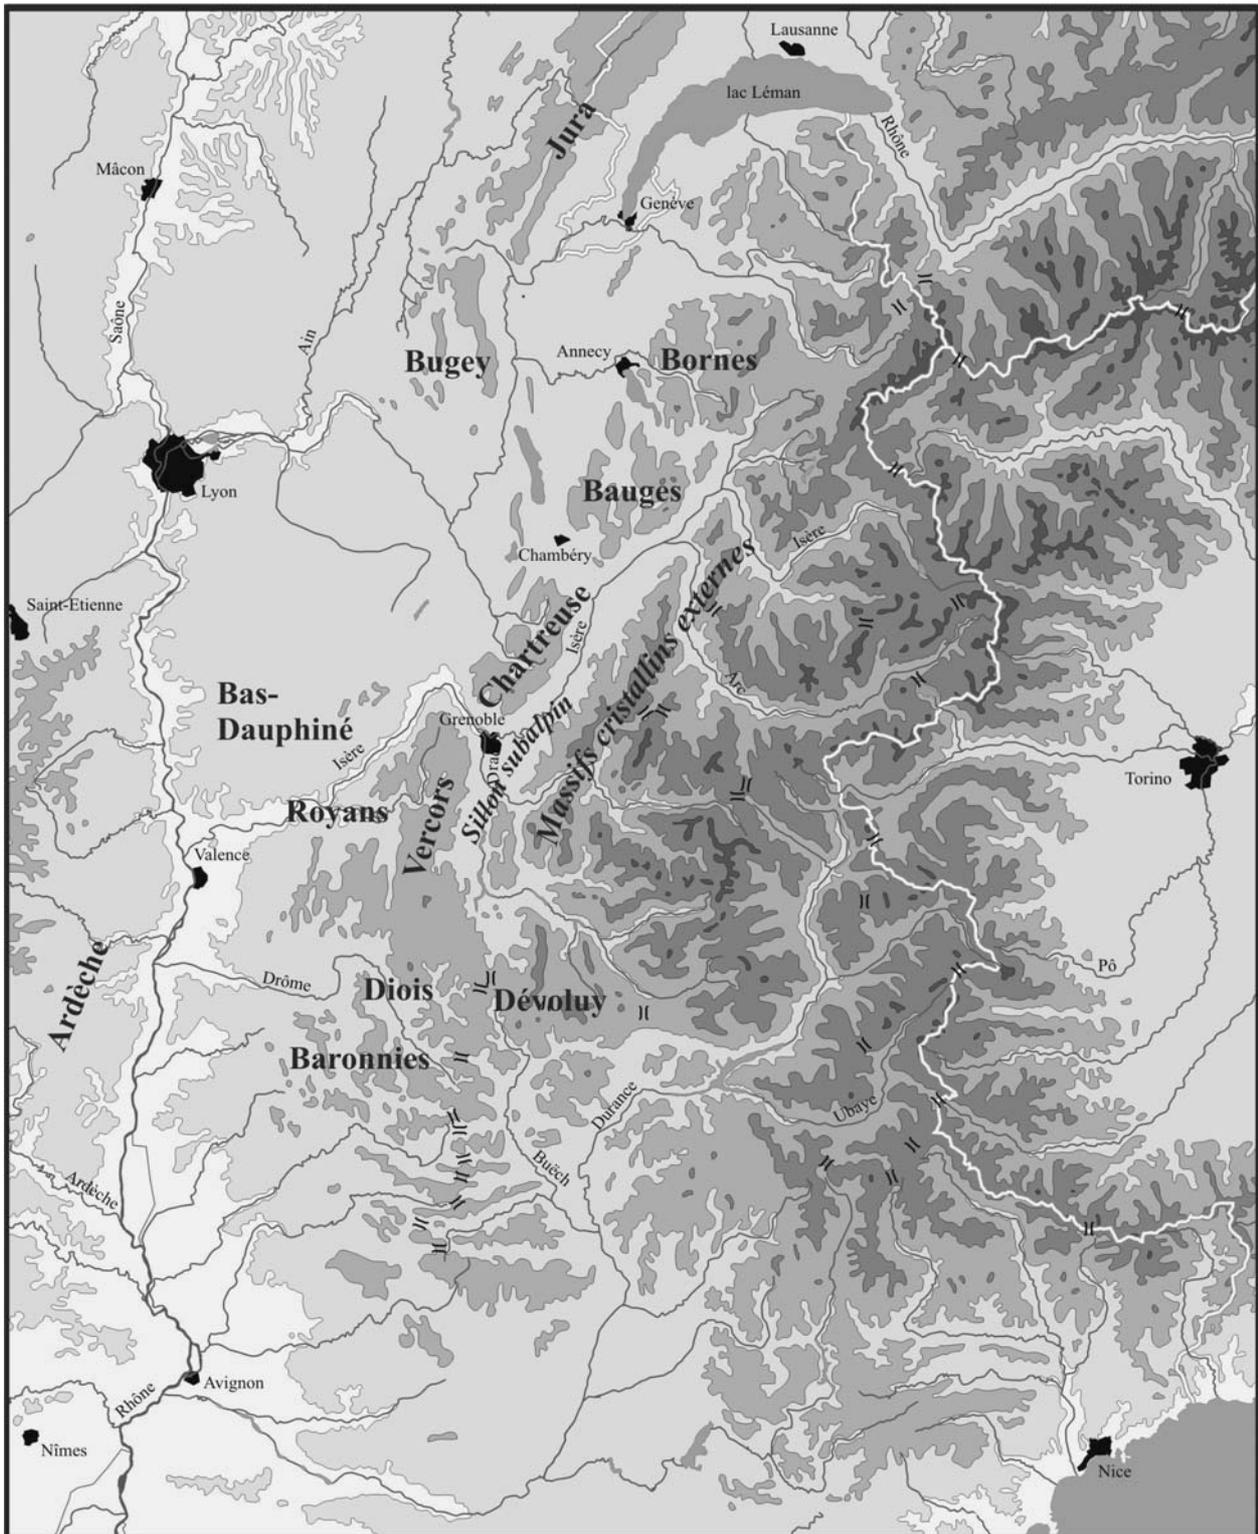 Lausanne
lac Léman
Jura
Rhône
Mâcon
Genève
Saône
Ain
Bugey
Annecy
Bornes
Lyon
Bauges
Chambéry
Isère
Saint-Etienne
Chartreuse
Isère
Massifs cristallins externes
Arc
Bas-
Dauphiné
Grenoble
Isère
Sillon subalpin
Drac
Torino
Royans
Vercors
Valence
Ardèche
Drôme
Diois
Dévoluy
Pô
Baronnies
Durance
Ubaye
Buëch
Ardèche
Avignon
Rhône
Nîmes
Nice